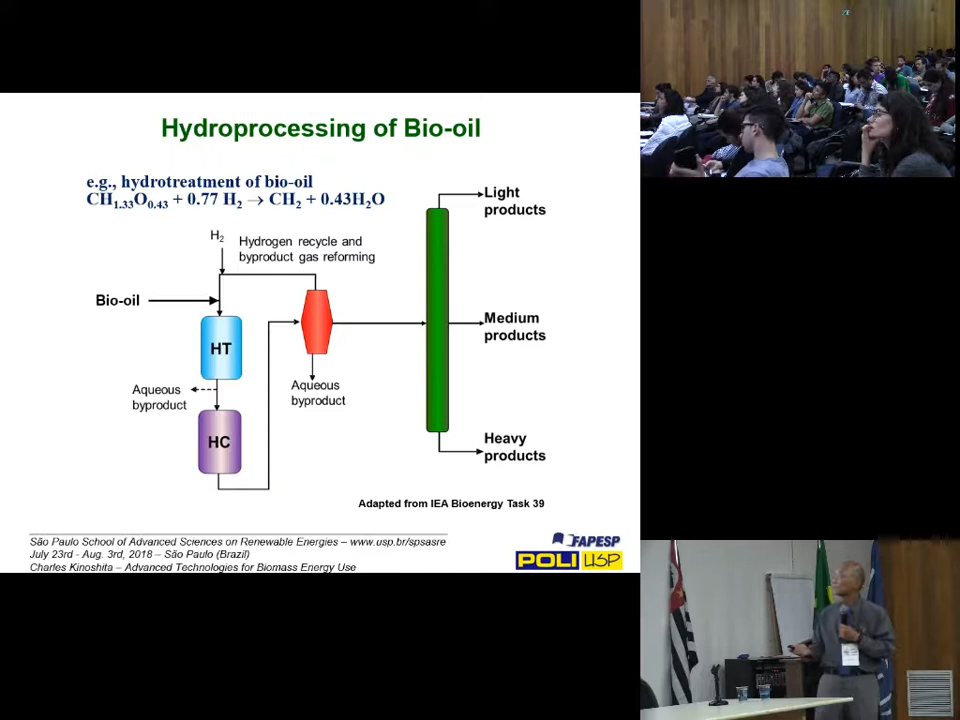 Hydroprocessing of Bio-oil
e.g., hydrotreatment of bio-oil
CH1.33O0.43 + 0.77 H2 → CH2 + 0.43H2O
Light
products
H2
Hydrogen recycle and
byproduct gas reforming
Bio-oil
HT
Medium
products
Aqueous
byproduct
Aqueous
byproduct
HC
Heavy
products
Adapted from IEA Bioenergy Task 39
São Paulo School of Advanced Sciences on Renewable Energies – www.usp.br/spsasre
July 23rd - Aug. 3rd, 2018 – São Paulo (Brazil)
Charles Kinoshita – Advanced Technologies for Biomass Energy Use
FAPESP
POLI USP